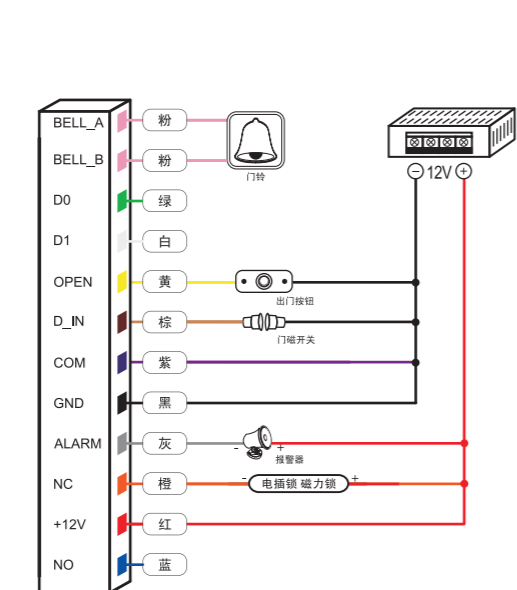 BELL_A 粉
BELL_B 粉
门铃
− 12V +
D0 绿
D1 白
OPEN 黄
出门按钮
D_IN 棕
门磁开关
COM 紫
GND 黑
ALARM 灰 - +
报警器
NC 橙 - 电插锁 磁力锁 +
+12V 红
NO 蓝